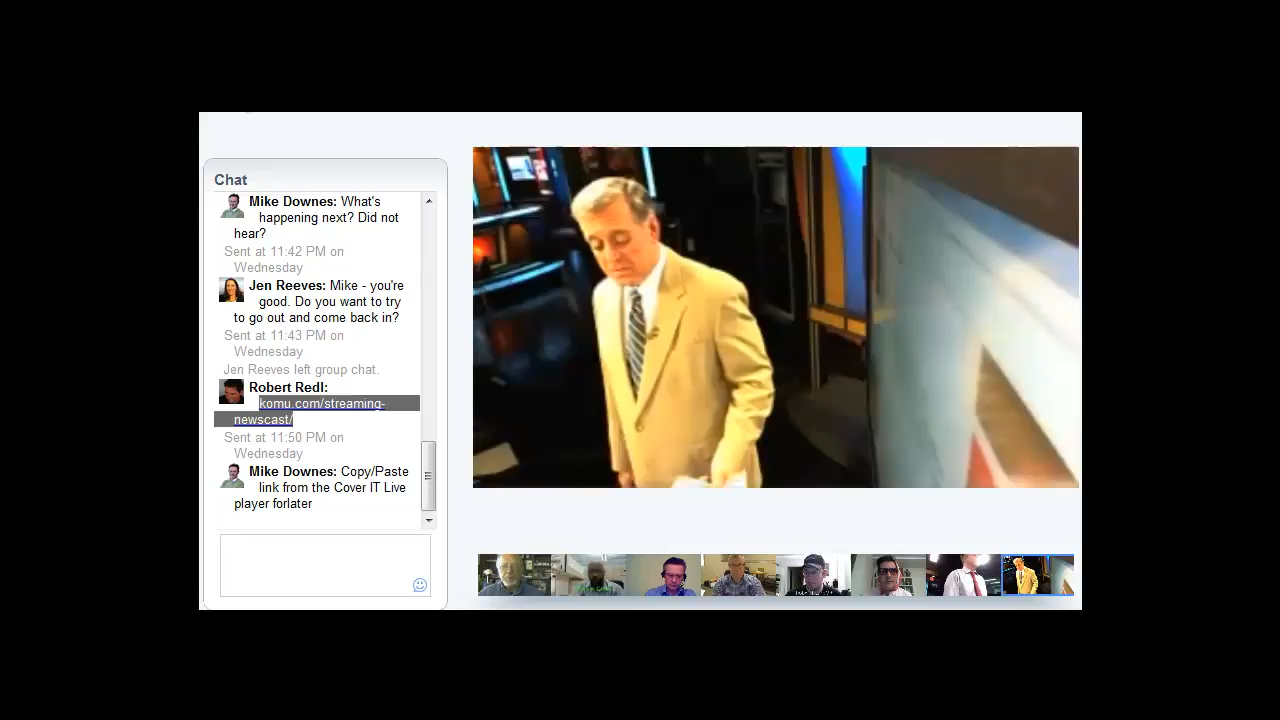 Chat
Mike Downes: What's
happening next? Did not
hear?
Sent at 11:42 PM on
Wednesday
Jen Reeves: Mike - you're
good. Do you want to try
to go out and come back in?
Sent at 11:43 PM on
Wednesday
Jen Reeves left group chat.
Robert Redl:
komu.com/streaming-
newscast/
Sent at 11:50 PM on
Wednesday
Mike Downes: Copy/Paste
link from the Cover IT Live
player forlater